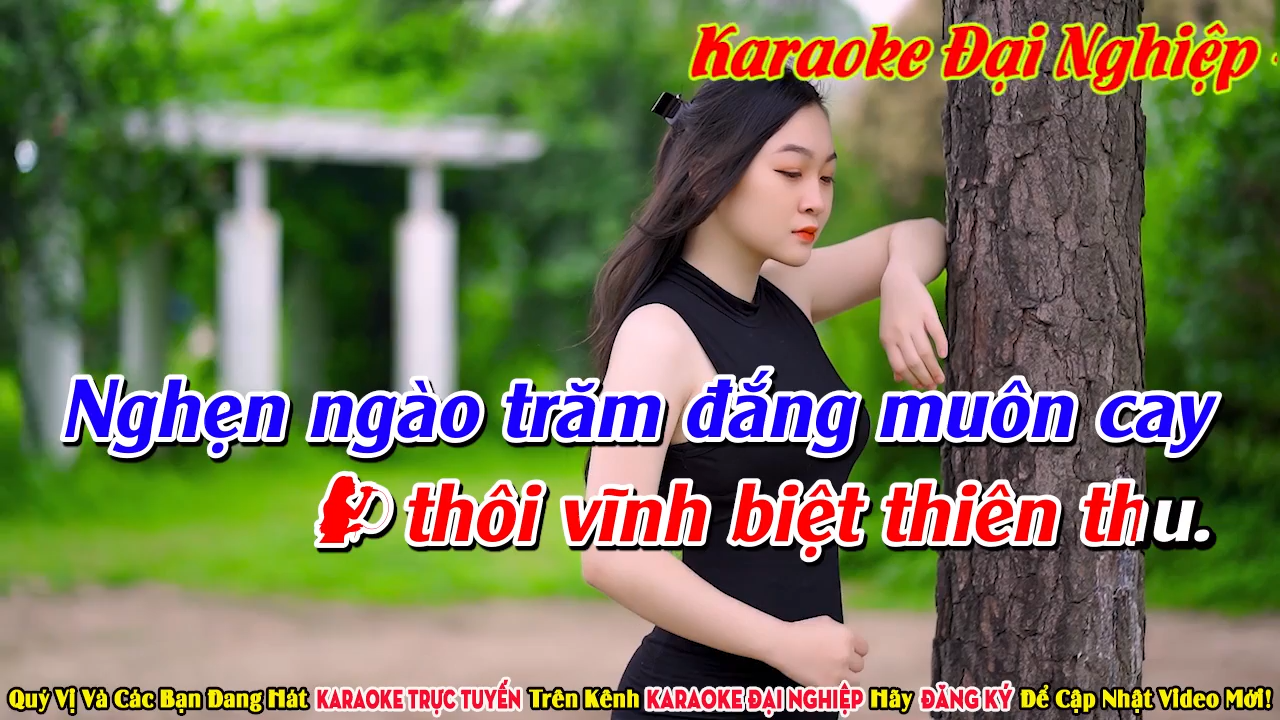 Karaoke Đại Nghiệp
Nghẹn ngào trăm đắng muôn cay
thôi vĩnh biệt thiên thu.
Quý Vị Và Các Bạn Đang Hát KARAOKE TRỰC TUYẾN Trên Kênh KARAOKE ĐẠI NGHIỆP Hãy ĐĂNG KÝ Để Cập Nhật Video Mới!